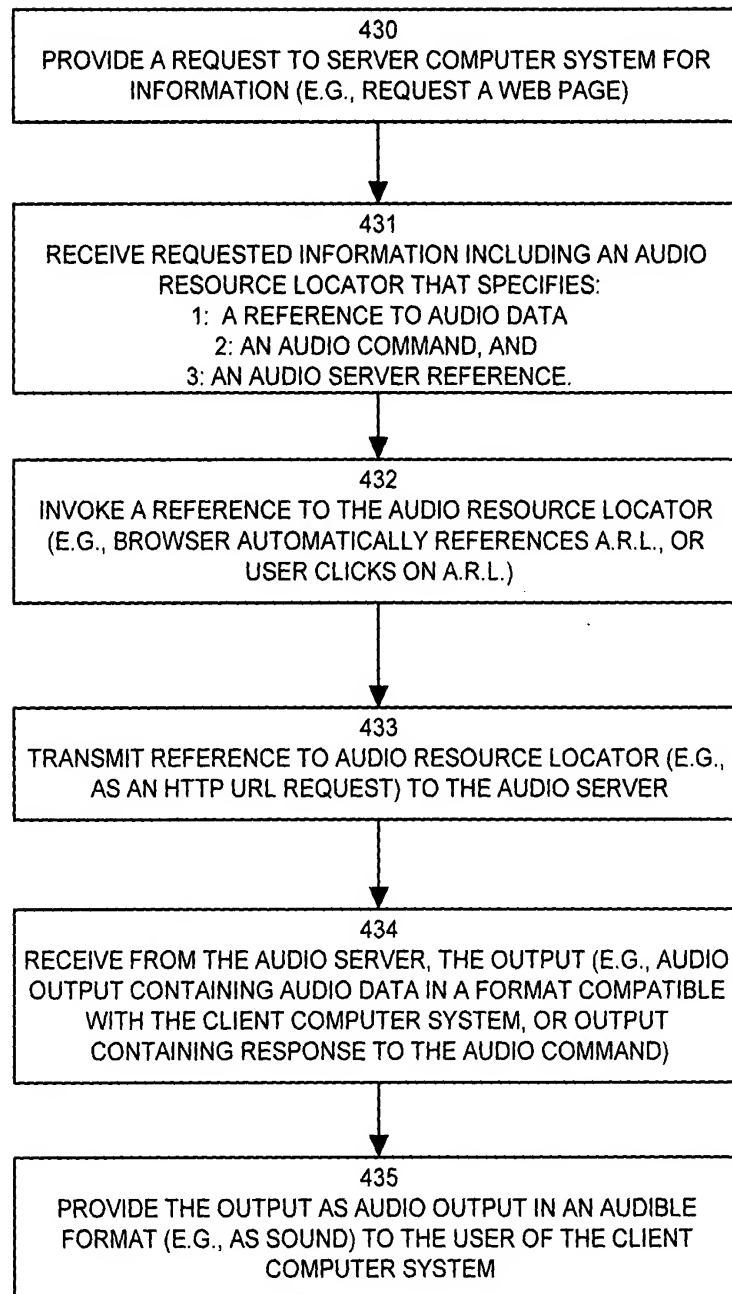 430
PROVIDE A REQUEST TO SERVER COMPUTER SYSTEM FOR
INFORMATION (E.G., REQUEST A WEB PAGE)
431
RECEIVE REQUESTED INFORMATION INCLUDING AN AUDIO
RESOURCE LOCATOR THAT SPECIFIES:
1: A REFERENCE TO AUDIO DATA
2: AN AUDIO COMMAND, AND
3: AN AUDIO SERVER REFERENCE.
432
INVOKE A REFERENCE TO THE AUDIO RESOURCE LOCATOR
(E.G., BROWSER AUTOMATICALLY REFERENCES A.R.L., OR
USER CLICKS ON A.R.L.)
433
TRANSMIT REFERENCE TO AUDIO RESOURCE LOCATOR (E.G.,
AS AN HTTP URL REQUEST) TO THE AUDIO SERVER
434
RECEIVE FROM THE AUDIO SERVER, THE OUTPUT (E.G., AUDIO
OUTPUT CONTAINING AUDIO DATA IN A FORMAT COMPATIBLE
WITH THE CLIENT COMPUTER SYSTEM, OR OUTPUT
CONTAINING RESPONSE TO THE AUDIO COMMAND)
435
PROVIDE THE OUTPUT AS AUDIO OUTPUT IN AN AUDIBLE
FORMAT (E.G., AS SOUND) TO THE USER OF THE CLIENT
COMPUTER SYSTEM